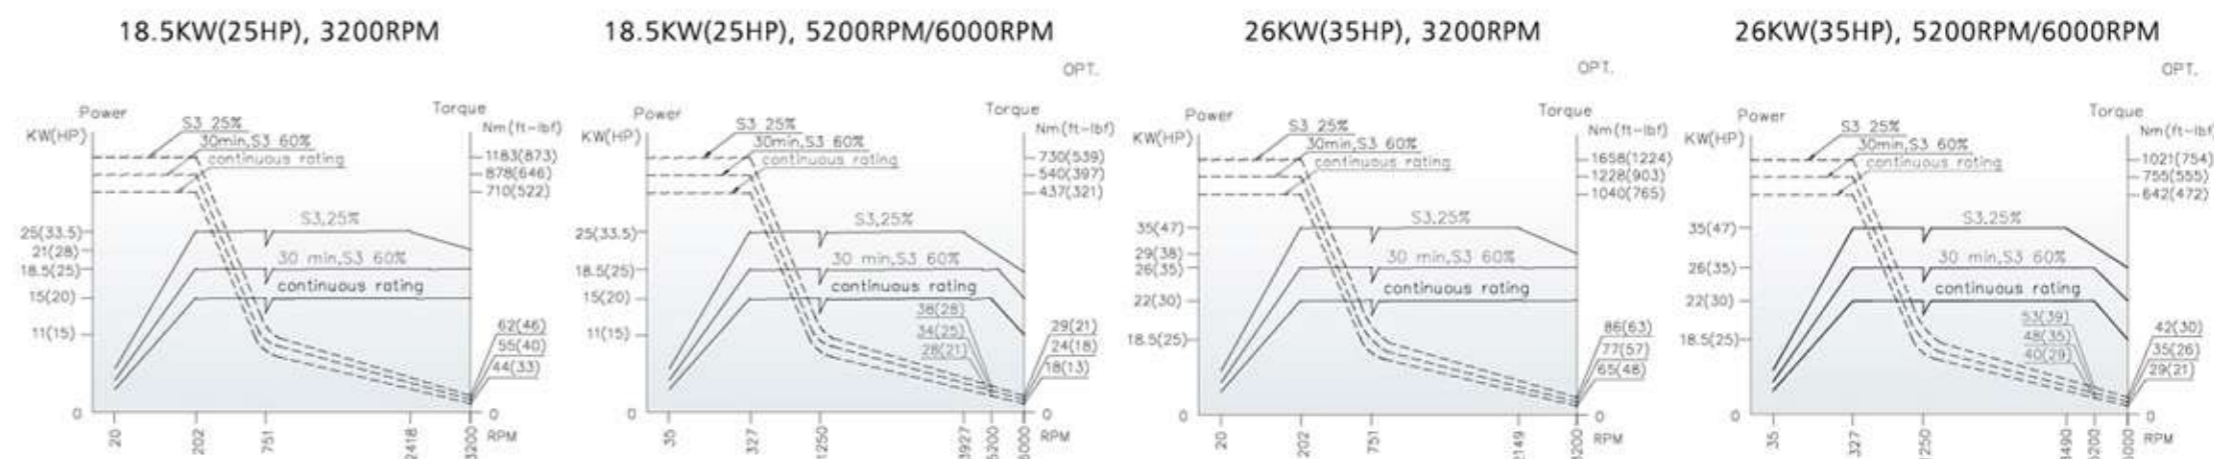 18.5KW(25HP), 3200RPM
Power
Torque
KW(HP)
Nm(ft-lbf)
S3 25%
30min,S3 60%
continuous rating
1183(873)
878(646)
710(522)
S3,25%
25(33.5)
21(28)
30 min,S3 60%
18.5(25)
continuous rating
15(20)
11(15)
62(46)
55(40)
44(33)
0
0
20
202
751
2418
3200
RPM
18.5KW(25HP), 5200RPM/6000RPM
OPT.
Power
Torque
KW(HP)
Nm(ft-lbf)
S3 25%
30min,S3 60%
continuous rating
730(539)
540(397)
437(321)
S3,25%
25(33.5)
30 min,S3 60%
18.5(25)
continuous rating
15(20)
38(28)
34(25)
28(21)
11(15)
29(21)
24(18)
18(13)
0
0
35
327
1250
3927
5200
6000
RPM
26KW(35HP), 3200RPM
OPT.
Power
Torque
KW(HP)
Nm(ft-lbf)
S3 25%
30min,S3 60%
continuous rating
1658(1224)
1228(903)
1040(765)
S3,25%
35(47)
29(38)
30 min,S3 60%
26(35)
continuous rating
22(30)
18.5(25)
86(63)
77(57)
65(48)
0
0
20
202
751
2149
3200
RPM
26KW(35HP), 5200RPM/6000RPM
OPT.
Power
Torque
KW(HP)
Nm(ft-lbf)
S3 25%
30min,S3 60%
continuous rating
1021(754)
755(555)
642(472)
S3,25%
35(47)
30 min,S3 60%
26(35)
continuous rating
22(30)
53(39)
48(35)
40(29)
18.5(25)
42(30)
35(26)
29(21)
0
0
35
327
1250
3490
5200
6000
RPM